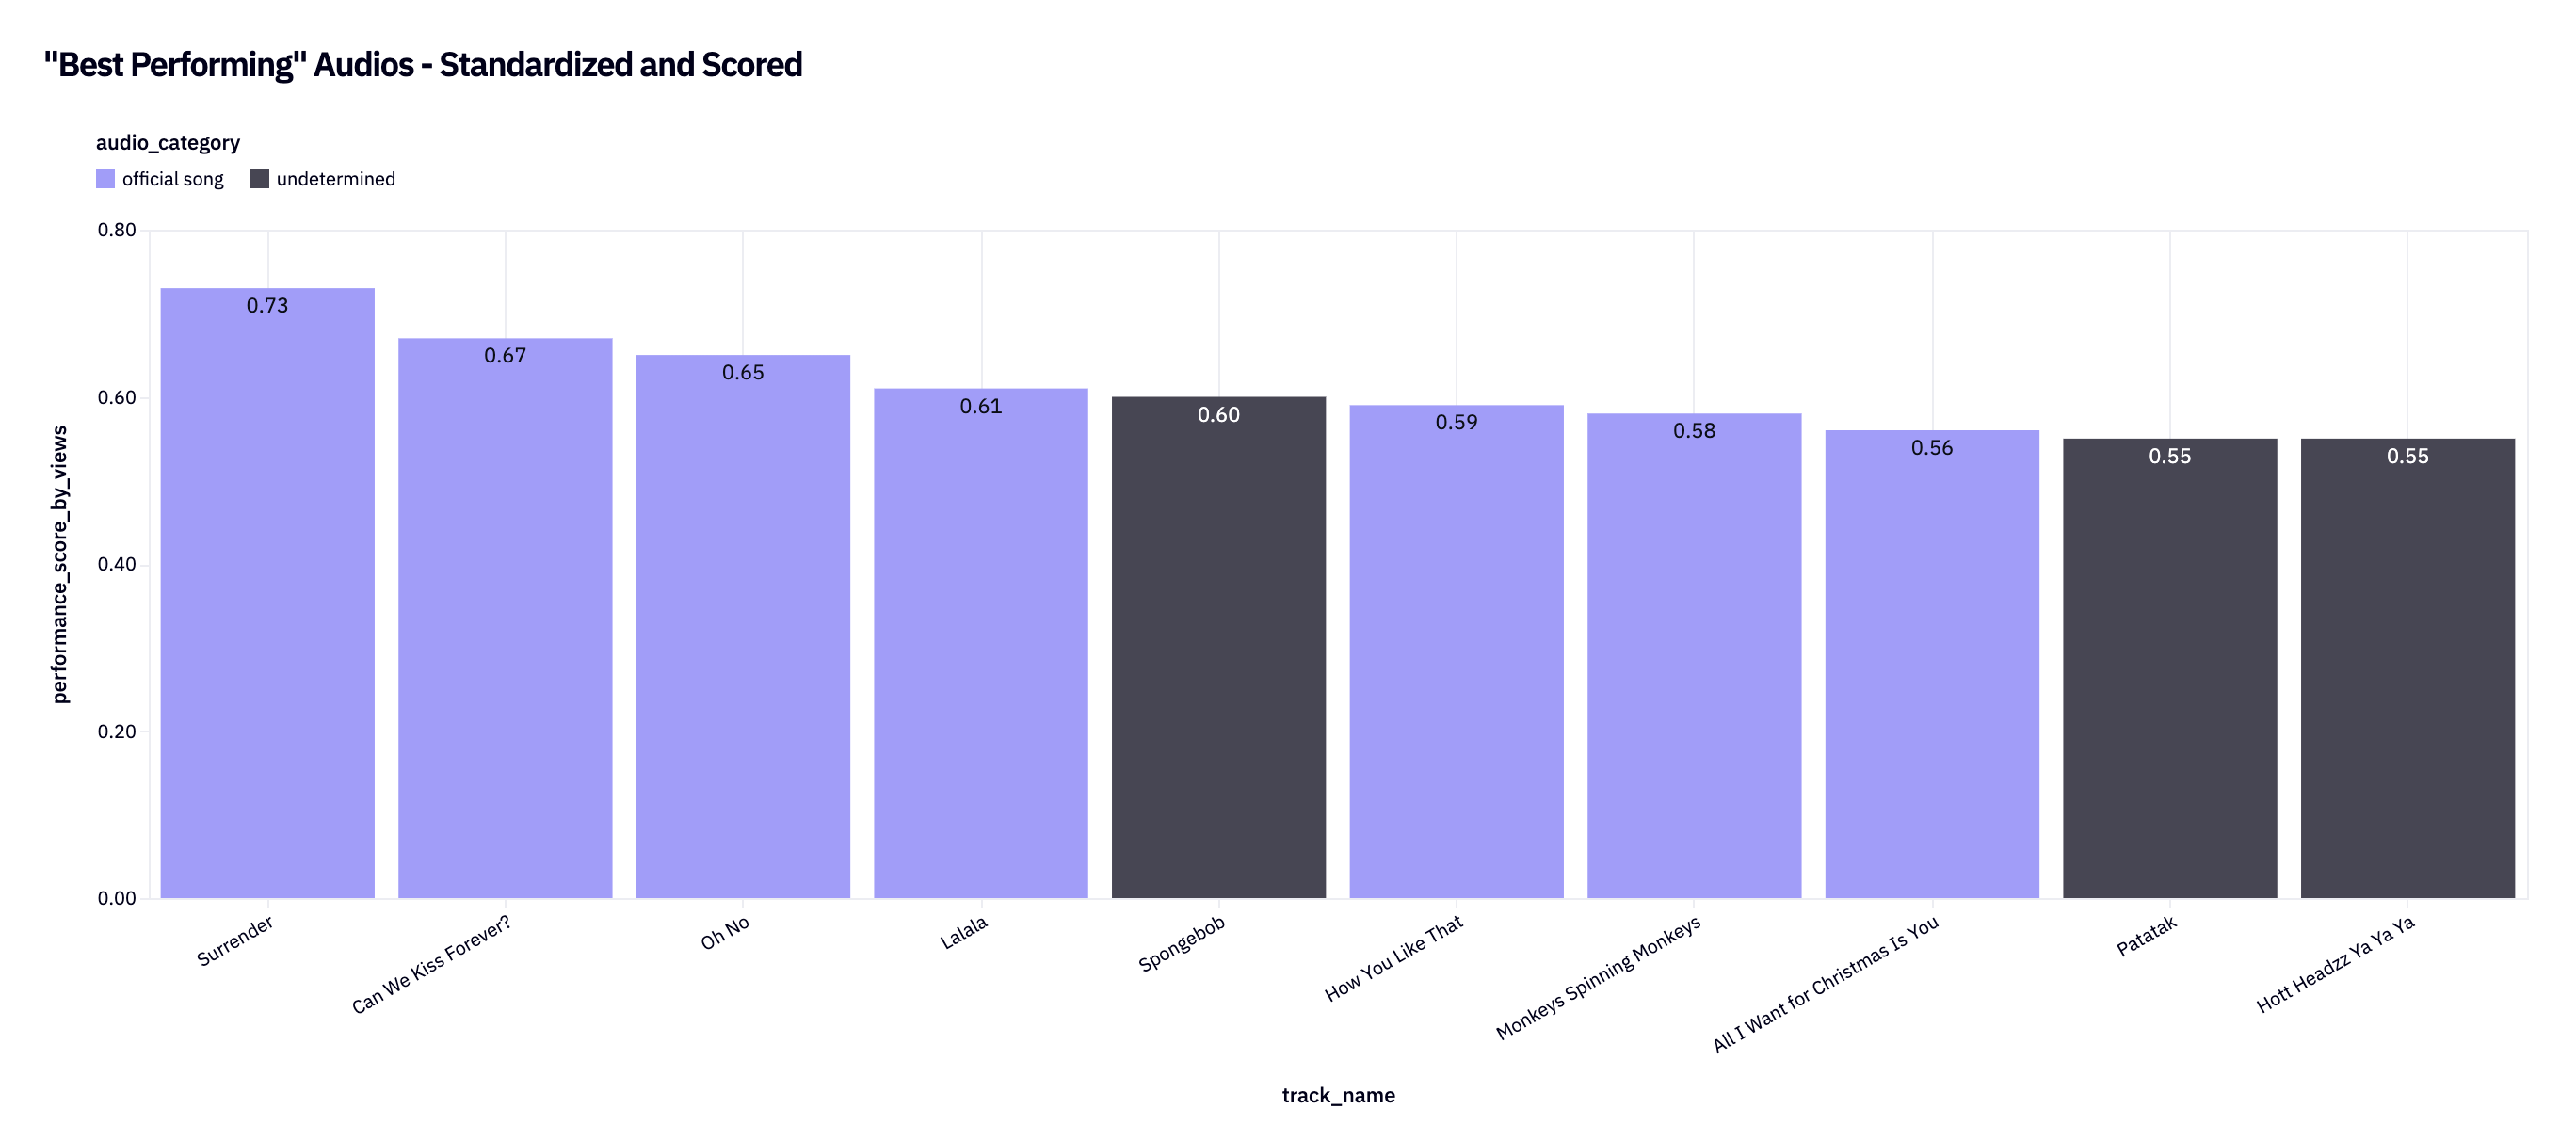 "Best Performing" Audios - Standardized and Scored
audio_category
official song undetermined
performance_score_by_views
0.80
0.60
0.40
0.20
0.00
0.73
0.67
0.65
0.61
0.60
0.59
0.58
0.56
0.55
0.55
Surrender
Can We Kiss Forever?
Oh No
Lalala
Spongebob
How You Like That
Monkeys Spinning Monkeys
All I Want for Christmas Is You
Patatak
Hott Headzz Ya Ya Ya
track_name